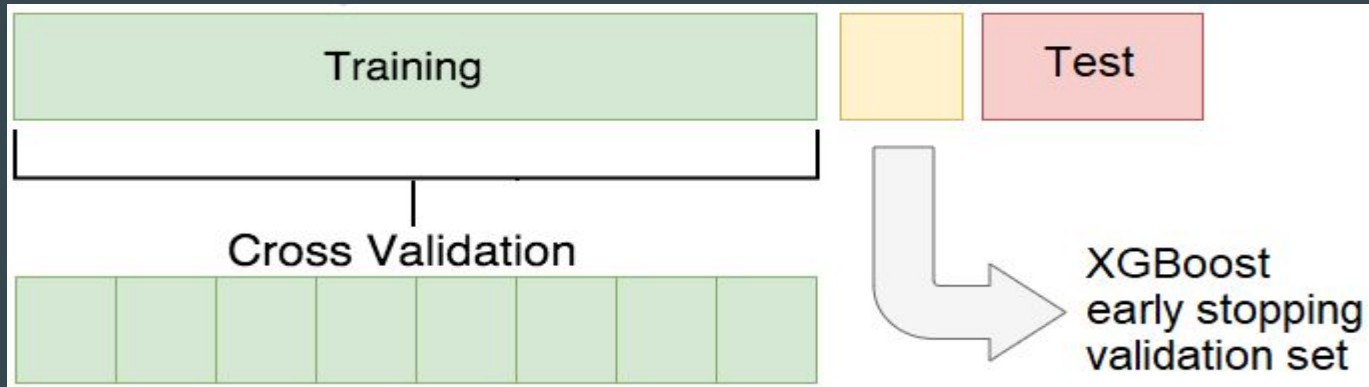 Training
Test
Cross Validation
XGBoost
early stopping
validation set